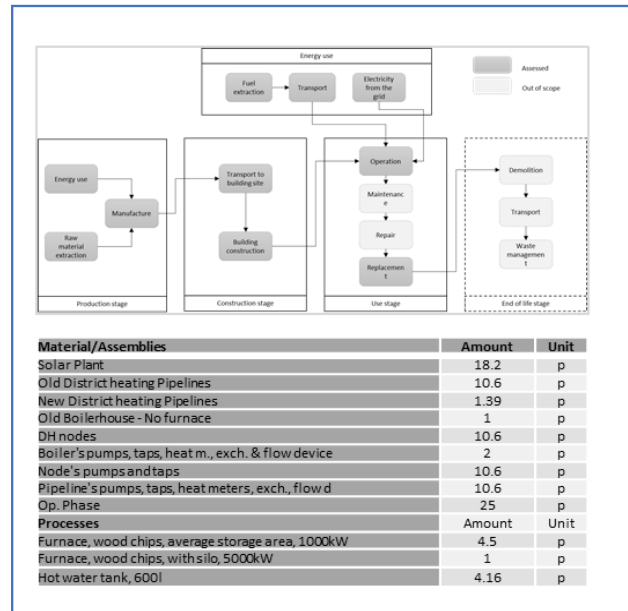 Energy use
Fuel
extraction
Transport
Electricity
from the
grid
Assessed
Out of scope
Energy use
Manufacture
Raw
material
extraction
Production stage
Transport to
building site
Building
construction
Construction stage
Operation
Maintenanc
e
Repair
Replacemen
t
Use stage
Demolition
Transport
Waste
managemen
t
End of life stage
Material/Assemblies Amount Unit
Solar Plant 18.2 p
Old District heating Pipelines 10.6 p
New District heating Pipelines 1.39 p
Old Boilerhouse - No furnace 1 p
DH nodes 10.6 p
Boiler's pumps, taps, heat m., exch. & flow device 2 p
Node's pumps and taps 10.6 p
Pipeline's pumps, taps, heat meters, exch., flow d 10.6 p
Op. Phase 25 p
Processes Amount Unit
Furnace, wood chips, average storage area, 1000kW 4.5 p
Furnace, wood chips, with silo, 5000kW 1 p
Hot water tank, 600l 4.16 p